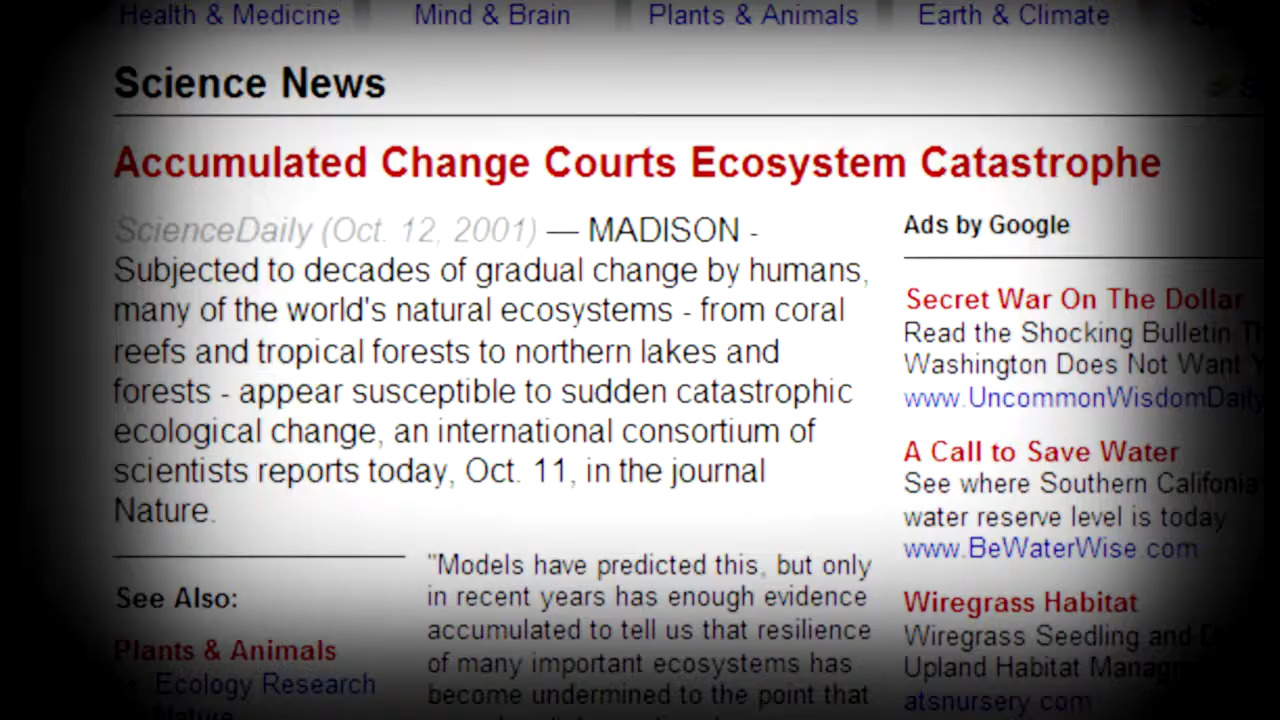 Health & Medicine Mind & Brain Plants & Animals Earth & Climate
Science News
Accumulated Change Courts Ecosystem Catastrophe
ScienceDaily (Oct. 12, 2001) — MADISON -
Subjected to decades of gradual change by humans,
many of the world's natural ecosystems - from coral
reefs and tropical forests to northern lakes and
forests - appear susceptible to sudden catastrophic
ecological change, an international consortium of
scientists reports today, Oct. 11, in the journal
Nature.
See Also:
Plants & Animals
Ecology Research
Nature
"Models have predicted this, but only
in recent years has enough evidence
accumulated to tell us that resilience
of many important ecosystems has
become undermined to the point that
Ads by Google
Secret War On The Dollar
Read the Shocking Bulletin
Washington Does Not Want
www.UncommonWisdomDaily
A Call to Save Water
See where Southern Califonia
water reserve level is today
www.BeWaterWise.com
Wiregrass Habitat
Wiregrass Seedling and
Upland Habitat
atsnursery.com